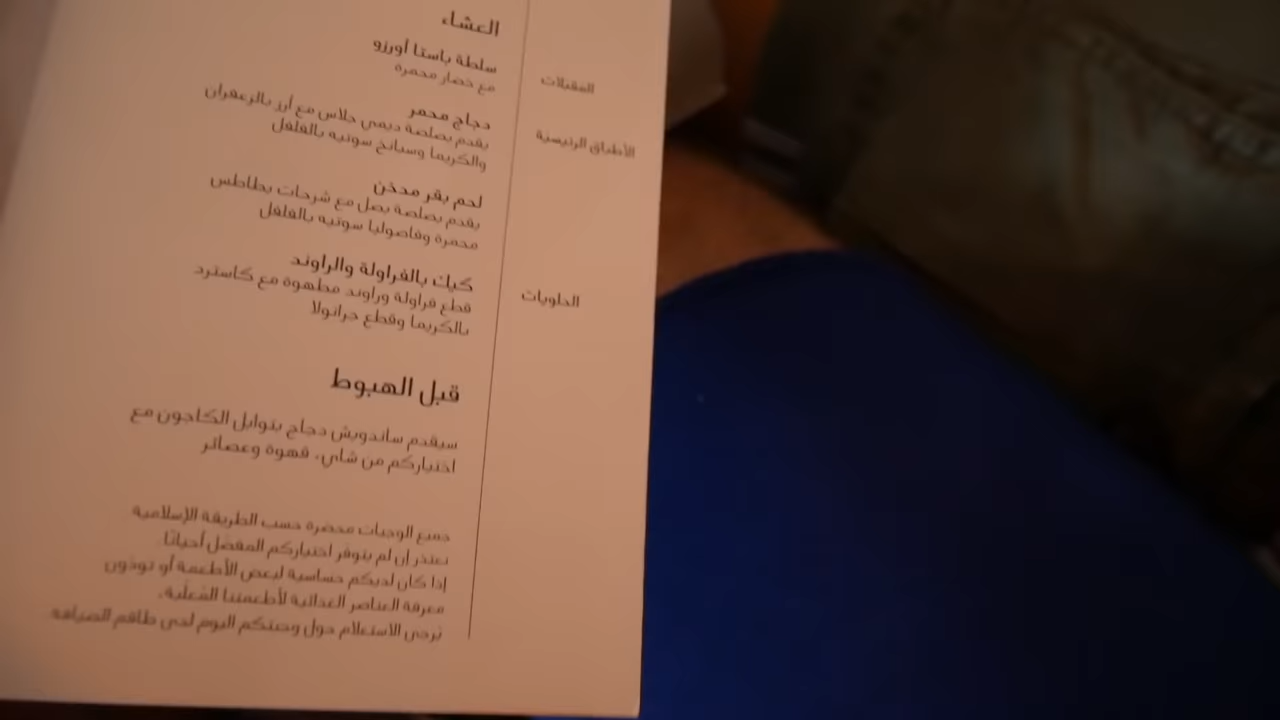 العشاء
المقبلات
سلطة باستا أورزو
مع خضار محمرة
الأطباق الرئيسية
دجاج محمر
يقدم بصلصة ديمي جلاس مع أرز بالزعفران
والكريما وسبانخ سوتيه بالفلفل
لحم بقر مدخن
يقدم بصلصة بصل مع شرحات بطاطس
محمرة وفاصوليا سوتيه بالفلفل
الحلويات
كيك بالفراولة والراوند
قطع فراولة وراوند مطهوة مع كاسترد
بالكريما وقطع جرانولا
قبل الهبوط
سيقدم ساندويش دجاج بتوابل الكاجون مع
اختياركم من شاي، قهوة وعصائر
جميع الوجبات محضرة حسب الطريقة الإسلامية
نعتذر إن لم يتوفر اختياركم المفضل أحيانًا.
إذا كان لديكم حساسية لبعض الأطعمة أو تودون
معرفة العناصر الغذائية لأطعمتنا المعلّبة،
يُرجى الاستعلام حول وجبتكم اليوم لدى طاقم الضيافة